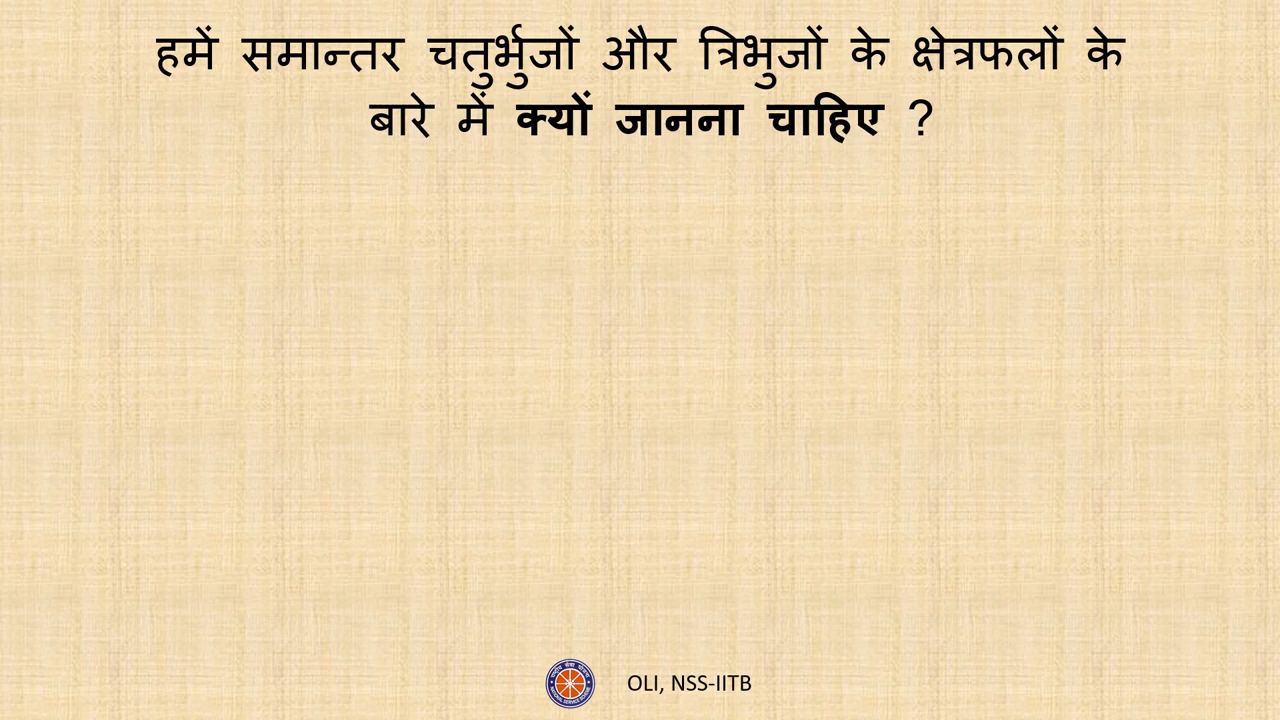 हमें समान्तर चतुर्भुजों और त्रिभुजों के क्षेत्रफलों के
बारे में क्यों जानना चाहिए ?
OLI, NSS-IITB